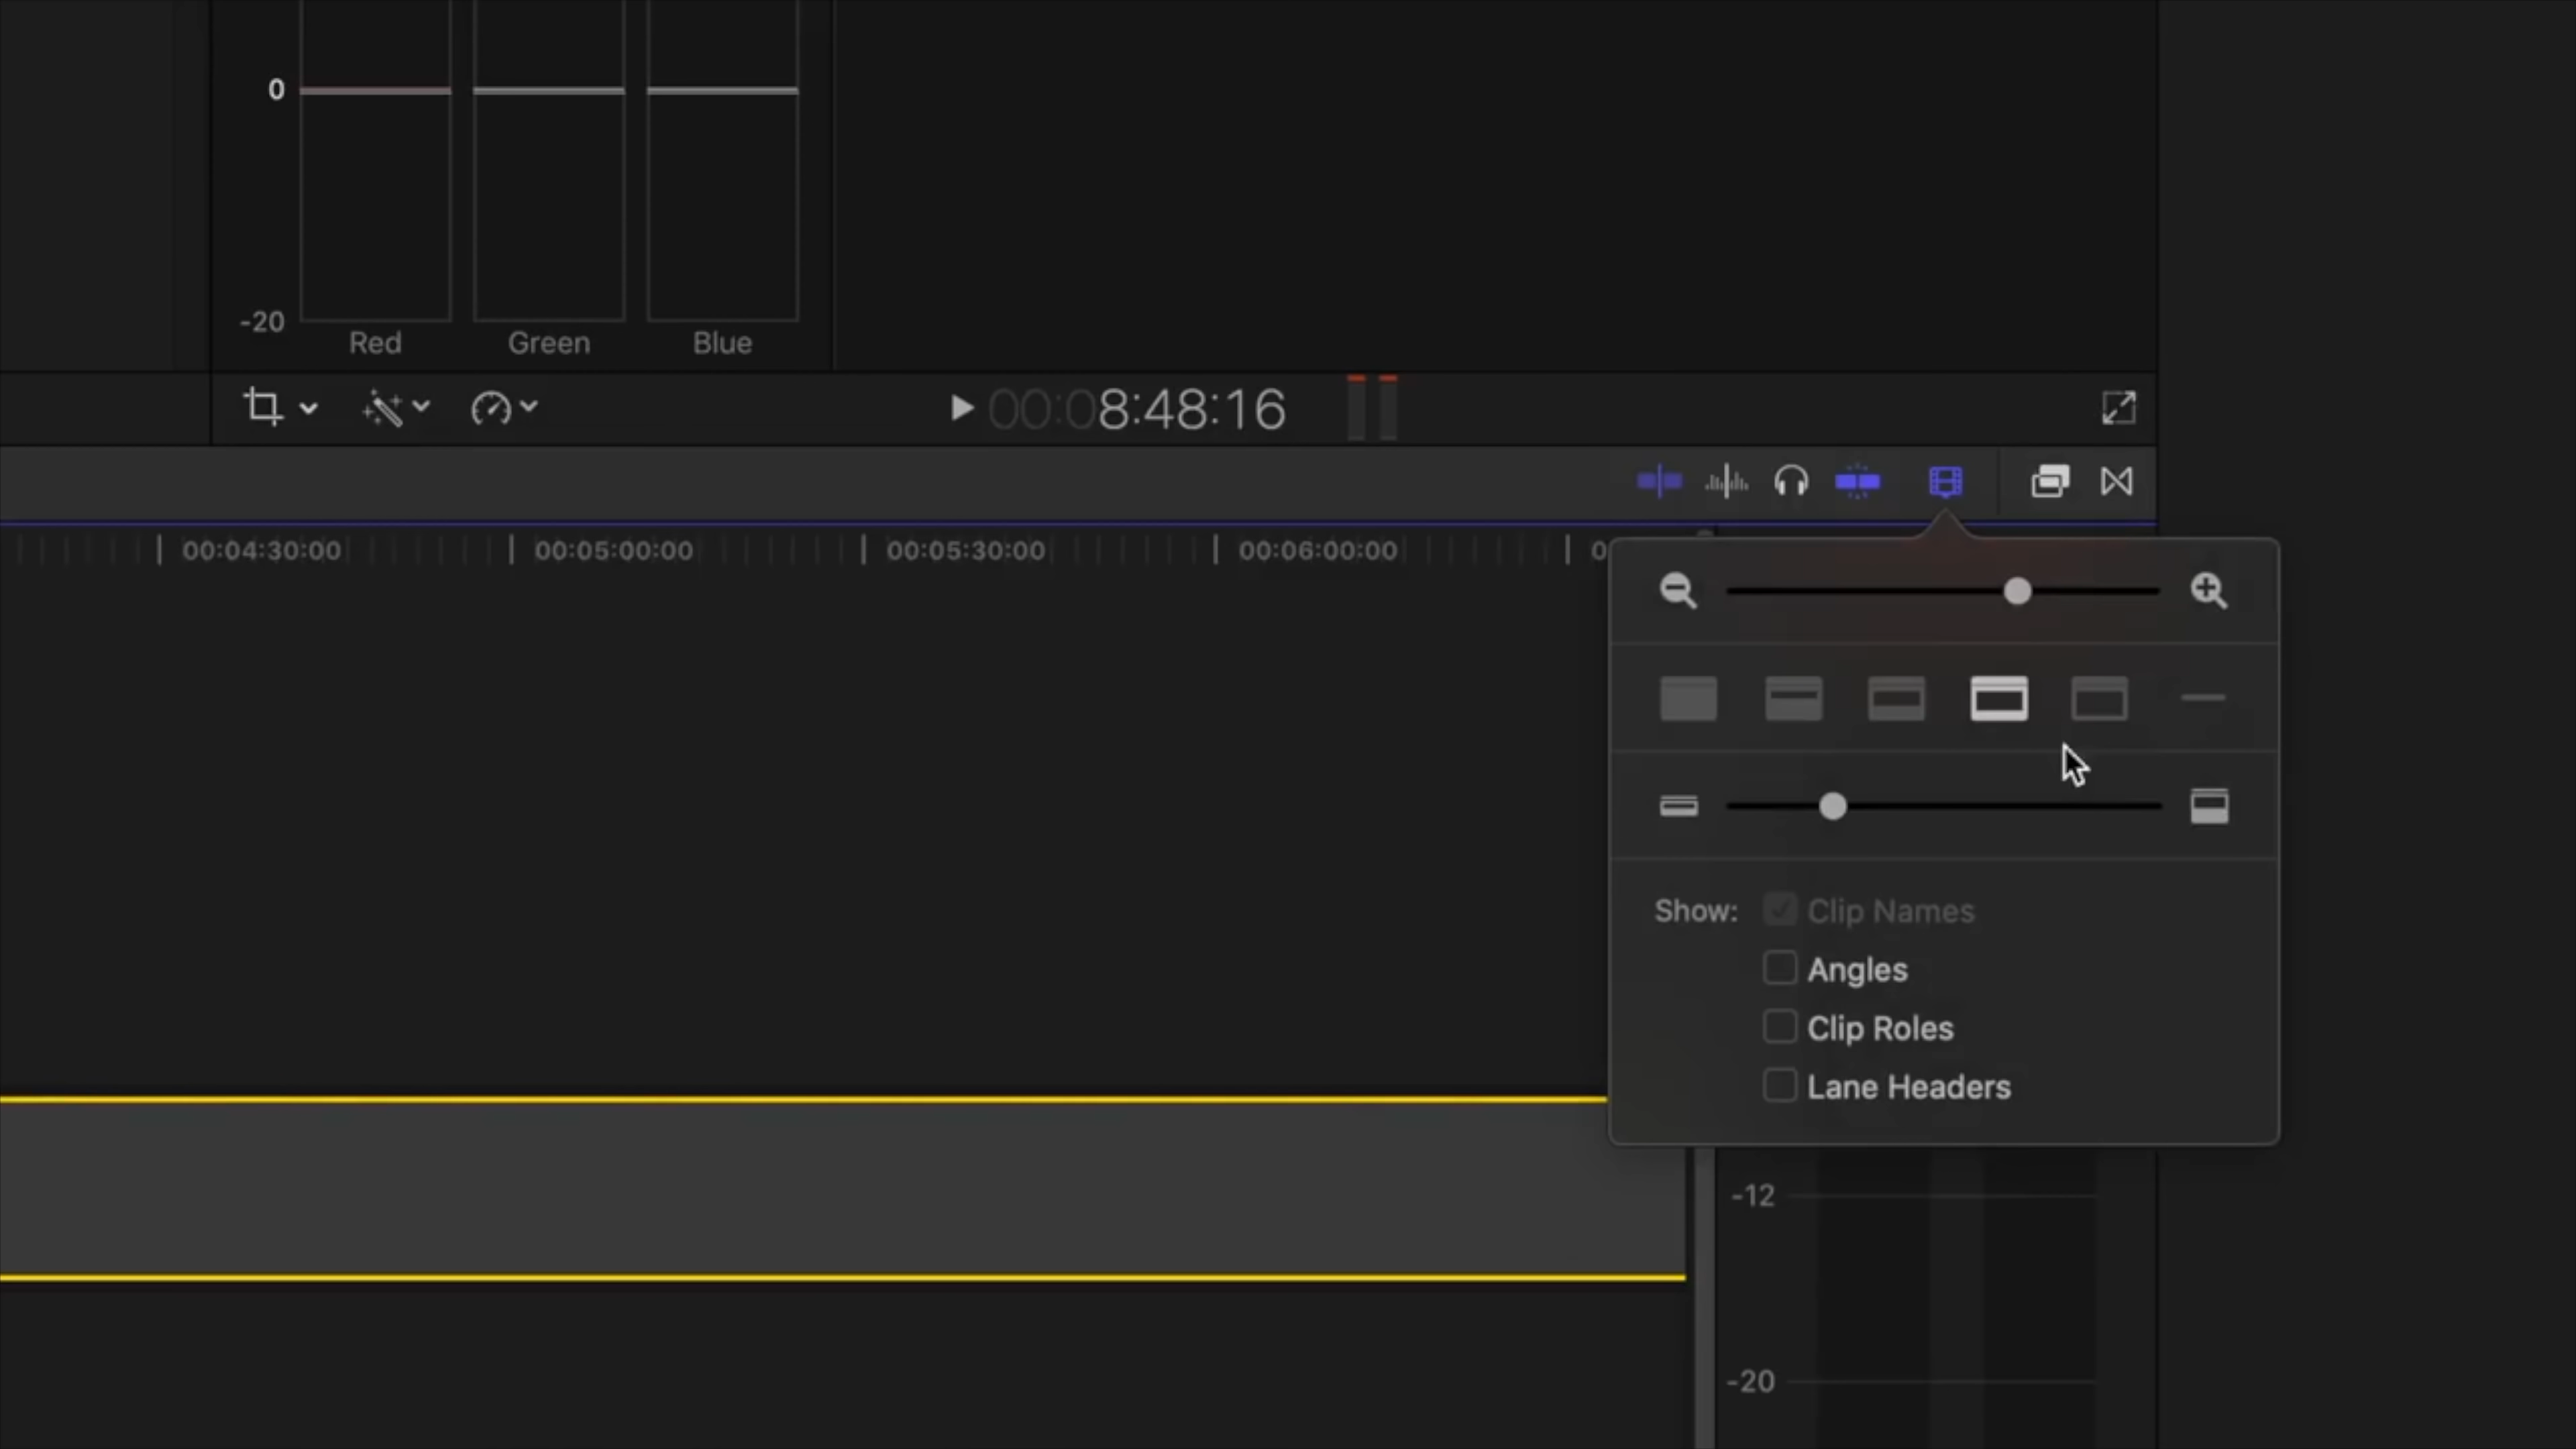 0
-20
Red Green Blue
00:08:48:16
00:04:30:00 00:05:00:00 00:05:30:00 00:06:00:00 0
Show: Clip Names
Angles
Clip Roles
Lane Headers
-12
-20